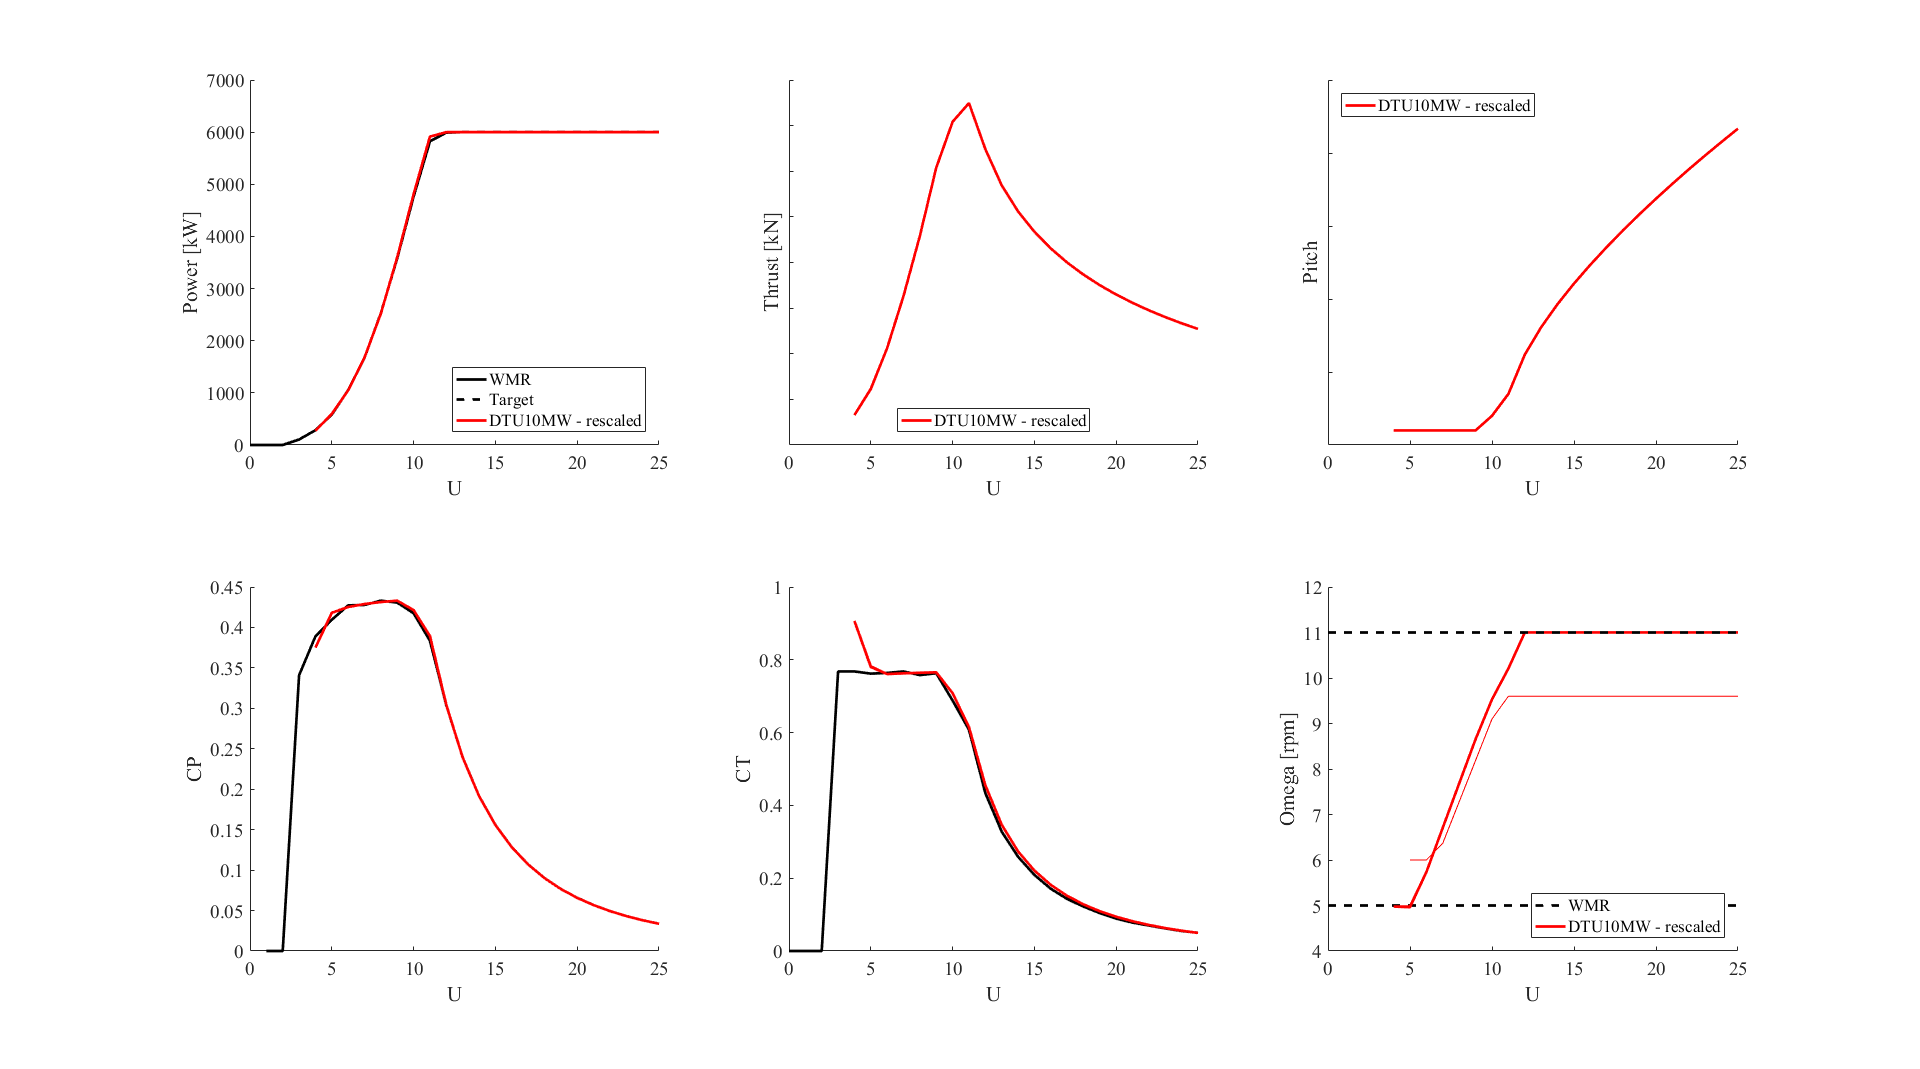 7000
6000
5000
4000
3000
2000
1000
0
Power [kW]
WMR
Target
DTU10MW - rescaled
0 5 10 15 20 25
U
Thrust [kN]
DTU10MW - rescaled
0 5 10 15 20 25
U
Pitch
DTU10MW - rescaled
0 5 10 15 20 25
U
0.45
0.4
0.35
0.3
0.25
0.2
0.15
0.1
0.05
0
CP
0 5 10 15 20 25
U
1
0.8
0.6
0.4
0.2
0
CT
0 5 10 15 20 25
U
12
11
10
9
8
7
6
5
4
Omega [rpm]
WMR
DTU10MW - rescaled
0 5 10 15 20 25
U